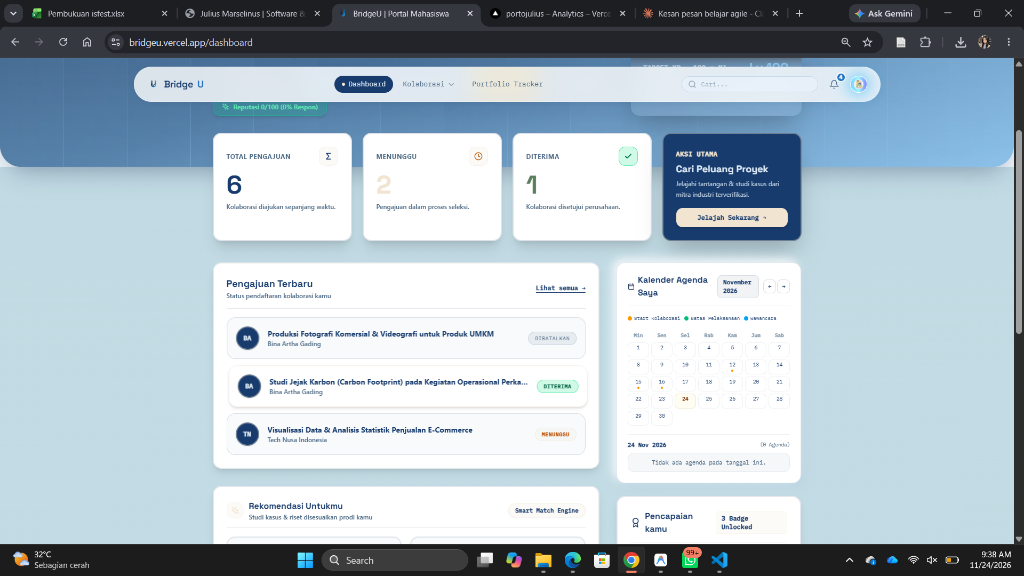 Pembukuan isfest.xlsx
Julius Marselinus | Software &
BridgeU | Portal Mahasiswa
portojulius – Analytics – Verce
Kesan pesan belajar agile - Cl
Ask Gemini
bridgeu.vercel.app/dashboard
Bridge U
Dashboard
Kolaborasi
Portfolio Tracker
Cari...
4
Reputasi 0/100 (0% Respon)
TOTAL PENGAJUAN
Σ
6
Kolaborasi diajukan sepanjang waktu.
MENUNGGU
2
Pengajuan dalam proses seleksi.
DITERIMA
1
Kolaborasi disetujui perusahaan.
AKSI UTAMA
Cari Peluang Proyek
Jelajahi tantangan & studi kasus dari
mitra industri terverifikasi.
Jelajah Sekarang →
Pengajuan Terbaru
Status pendaftaran kolaborasi kamu
Lihat semua →
BA
Produksi Fotografi Komersial & Videografi untuk Produk UMKM
Bina Artha Gading
DIBATALKAN
BA
Studi Jejak Karbon (Carbon Footprint) pada Kegiatan Operasional Perka...
Bina Artha Gading
DITERIMA
TN
Visualisasi Data & Analisis Statistik Penjualan E-Commerce
Tech Nusa Indonesia
MENUNGGU
Rekomendasi Untukmu
Studi kasus & riset disesuaikan prodi kamu
Smart Match Engine
Kalender Agenda
Saya
November
2026
Start Kolaborasi
Batas Pelaksanaan
Wawancara
Min Sen Sel Rab Kam Jum Sab
1 2 3 4 5 6 7
8 9 10 11 12 13 14
15 16 17 18 19 20 21
22 23 24 25 26 27 28
29 30
24 Nov 2026
(0 Agenda)
Tidak ada agenda pada tanggal ini.
Pencapaian
kamu
3 Badge
Unlocked
32°C
Sebagian cerah
Search
99+
9:38 AM
11/24/2026